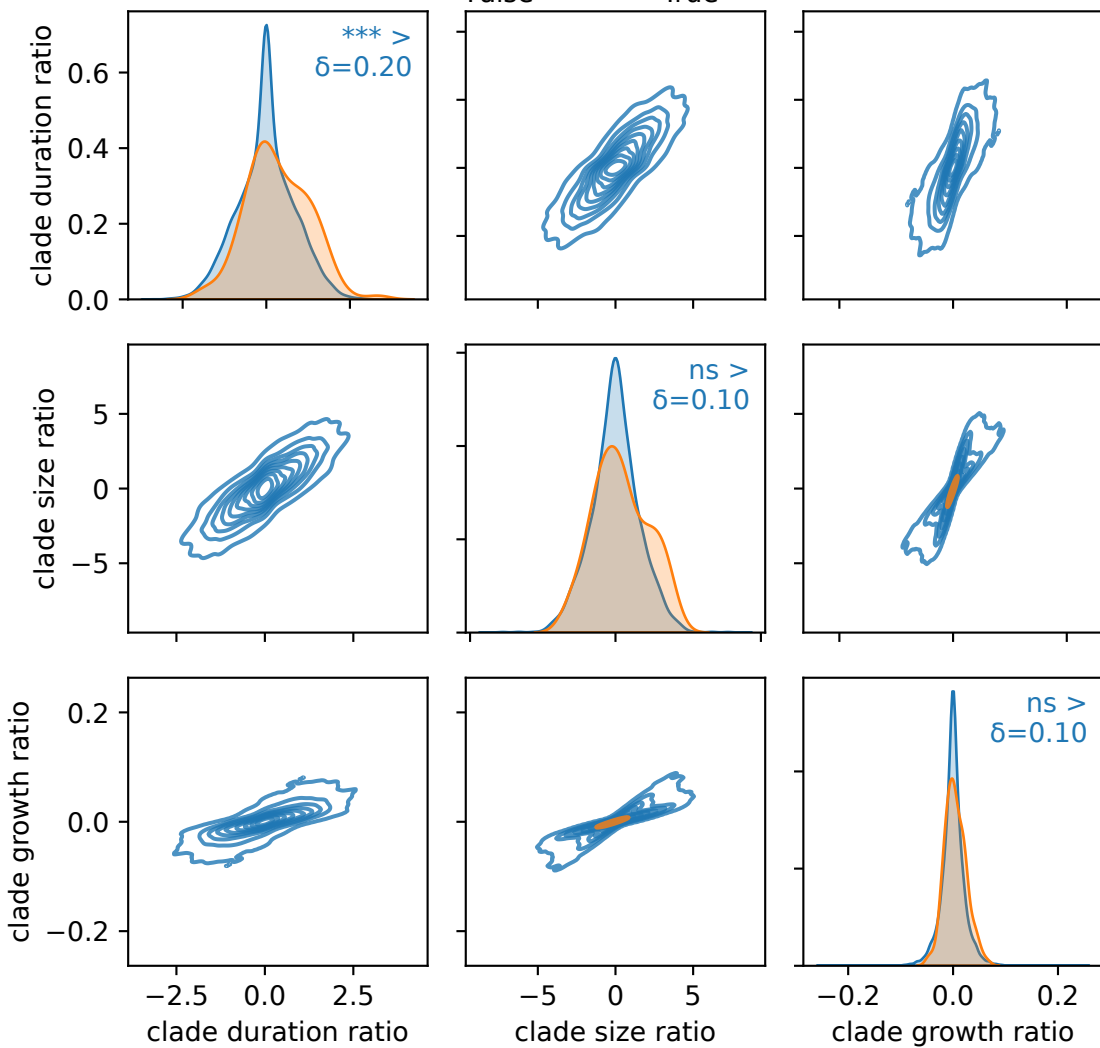 clade duration ratio
0.6
0.4
0.2
0.0
*** >
δ=0.20
clade size ratio
5
0
−5
ns >
δ=0.10
clade growth ratio
0.2
0.0
−0.2
ns >
δ=0.10
−2.5 0.0 2.5
−5 0 5
−0.2 0.0 0.2
clade duration ratio
clade size ratio
clade growth ratio